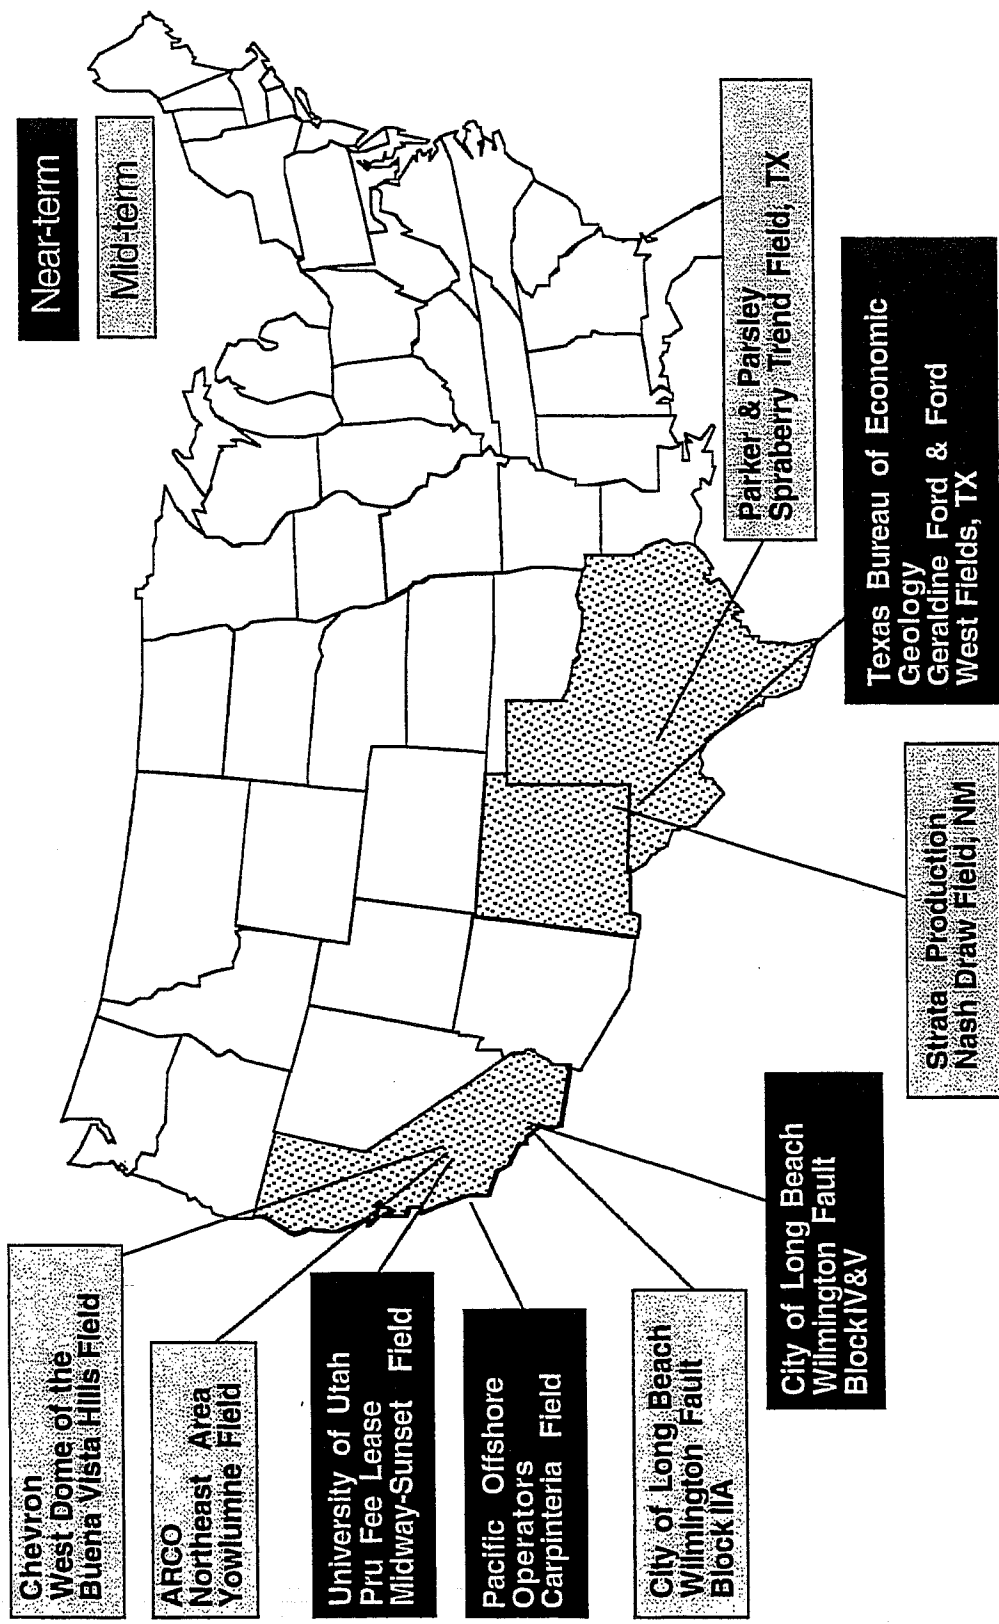 Near-term
Mid-term
Chevron
West Dome of the
Buena Vista Hills Field
ARCO
Northeast Area
Yowlumne Field
University of Utah
Pru Fee Lease
Midway-Sunset Field
Pacific Offshore
Operators
Carpinteria Field
City of Long Beach
Wilmington Fault
Block IIA
City of Long Beach
Wilmington Fault
BlockIV&V
Strata Production
Nash Draw Field, NM
Texas Bureau of Economic
Geology
Geraldine Ford & Ford
West Fields, TX
Parker & Parsley
Spraberry Trend Field, TX